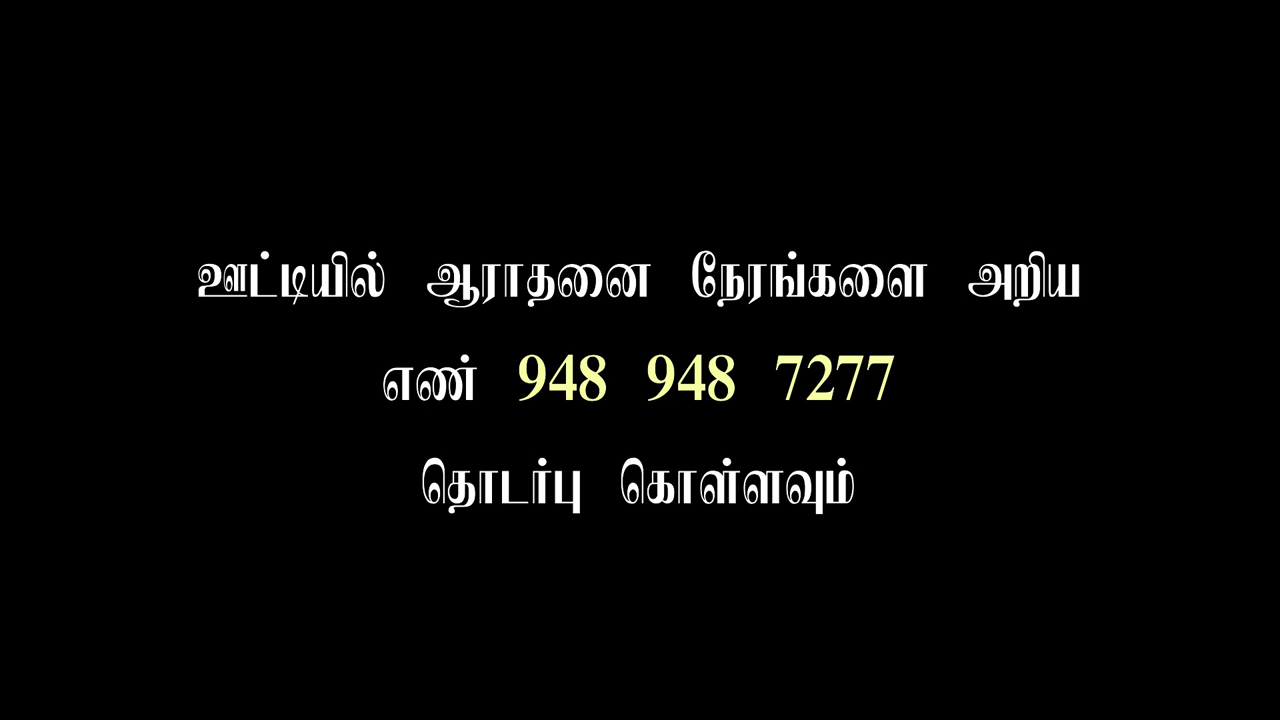 ஊட்டியில் ஆராதனை நேரங்களை அறிய
எண் 948 948 7277
தொடர்பு கொள்ளவும்